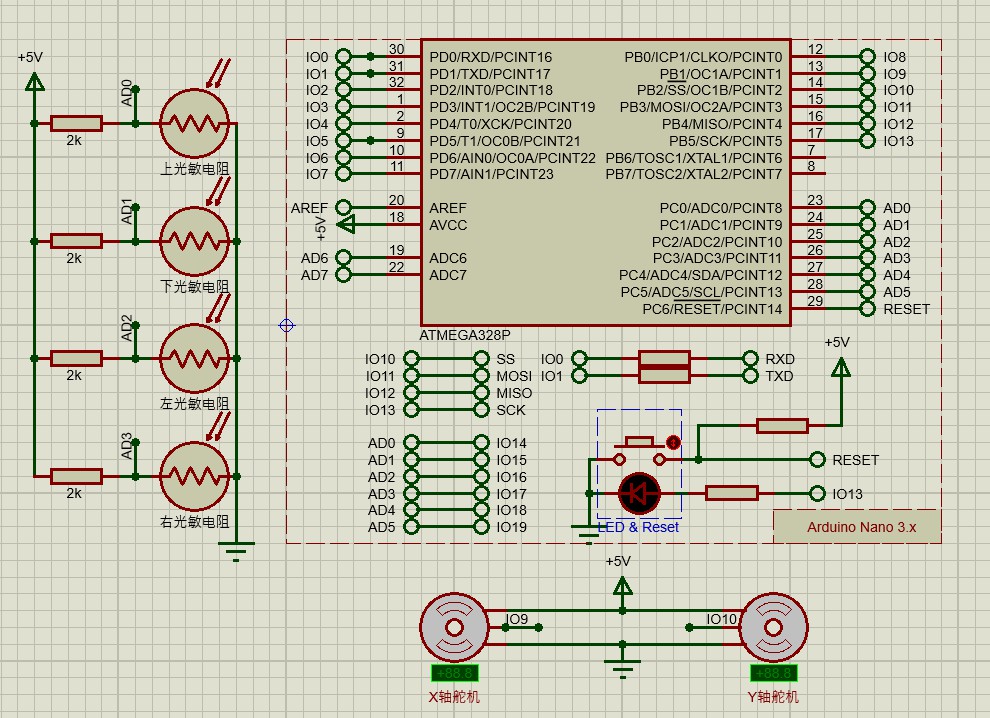 +5V
AD0
2k
上光敏电阻
AD1
2k
下光敏电阻
AD2
2k
左光敏电阻
AD3
2k
右光敏电阻
IO0 30 PD0/RXD/PCINT16
IO1 31 PD1/TXD/PCINT17
IO2 32 PD2/INT0/PCINT18
IO3 1 PD3/INT1/OC2B/PCINT19
IO4 2 PD4/T0/XCK/PCINT20
IO5 9 PD5/T1/OC0B/PCINT21
IO6 10 PD6/AIN0/OC0A/PCINT22
IO7 11 PD7/AIN1/PCINT23
AREF 20 AREF
+5V 18 AVCC
AD6 19 ADC6
AD7 22 ADC7
PB0/ICP1/CLKO/PCINT0 12 IO8
PB1/OC1A/PCINT1 13 IO9
PB2/SS/OC1B/PCINT2 14 IO10
PB3/MOSI/OC2A/PCINT3 15 IO11
PB4/MISO/PCINT4 16 IO12
PB5/SCK/PCINT5 17 IO13
PB6/TOSC1/XTAL1/PCINT6 7
PB7/TOSC2/XTAL2/PCINT7 8
PC0/ADC0/PCINT8 23 AD0
PC1/ADC1/PCINT9 24 AD1
PC2/ADC2/PCINT10 25 AD2
PC3/ADC3/PCINT11 26 AD3
PC4/ADC4/SDA/PCINT12 27 AD4
PC5/ADC5/SCL/PCINT13 28 AD5
PC6/RESET/PCINT14 29 RESET
ATMEGA328P
IO10 SS
IO11 MOSI
IO12 MISO
IO13 SCK
AD0 IO14
AD1 IO15
AD2 IO16
AD3 IO17
AD4 IO18
AD5 IO19
IO0 RXD
IO1 TXD
+5V
RESET
IO13
LED & Reset
Arduino Nano 3.x
+5V
IO9
IO10
+88.8
X轴舵机
+88.8
Y轴舵机